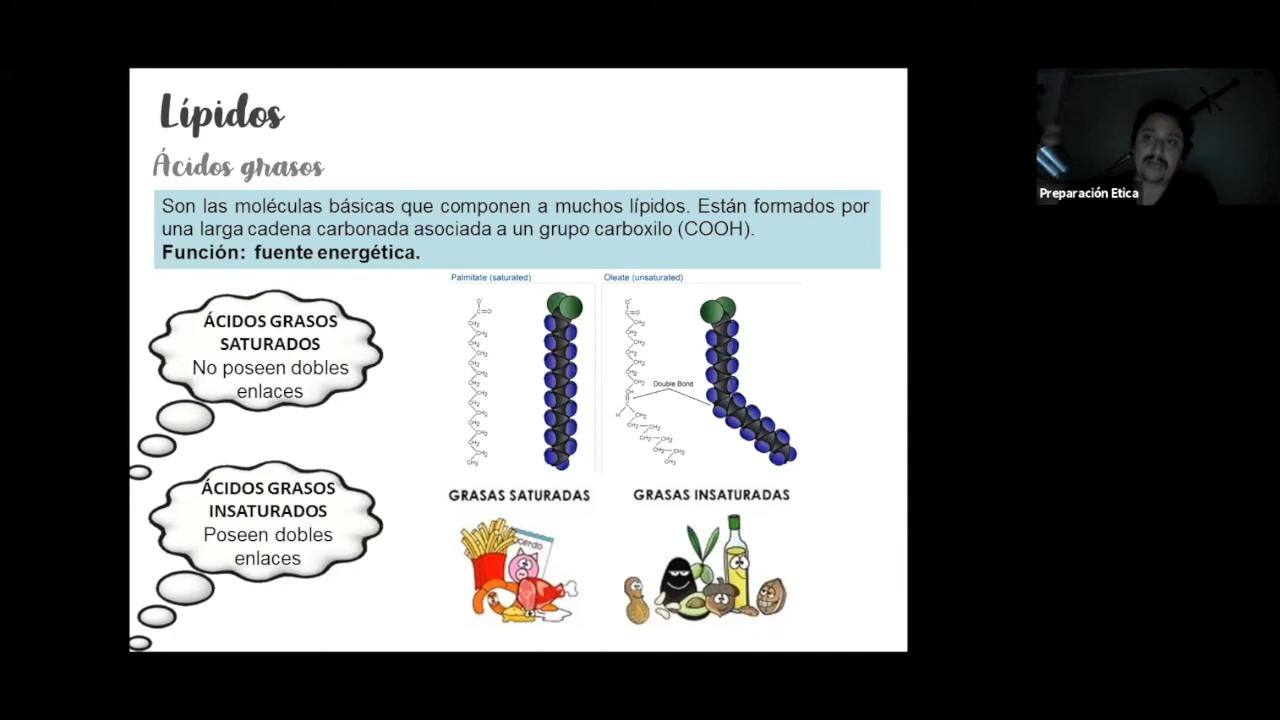 Lípidos
Ácidos grasos
Son las moléculas básicas que componen a muchos lípidos. Están formados por
una larga cadena carbonada asociada a un grupo carboxilo (COOH).
Función: fuente energética.
Preparación Etica
Palmitate (saturated)
Oleate (unsaturated)
Double Bond
ÁCIDOS GRASOS
SATURADOS
No poseen dobles
enlaces
ÁCIDOS GRASOS
INSATURADOS
Poseen dobles
enlaces
GRASAS SATURADAS
GRASAS INSATURADAS